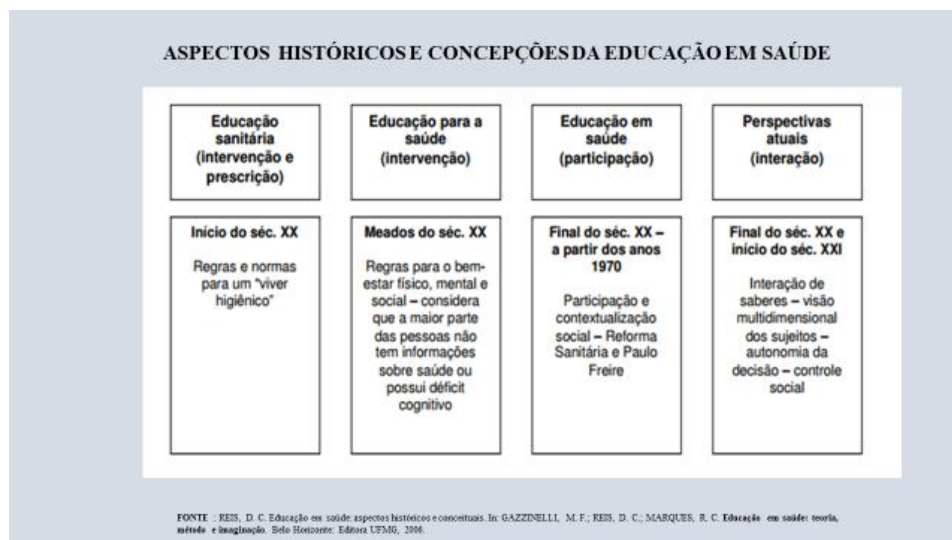 ASPECTOS HISTÓRICOS E CONCEPÇÕES DA EDUCAÇÃO EM SAÚDE
Educação
sanitária
(intervenção e
prescrição)
Início do séc. XX
Regras e normas
para um “viver
higiênico”
Educação para a
saúde
(intervenção)
Meados do séc. XX
Regras para o bem-
estar físico, mental e
social – considera
que a maior parte
das pessoas não
tem informações
sobre saúde ou
possui déficit
cognitivo
Educação em
saúde
(participação)
Final do séc. XX –
a partir dos anos
1970
Participação e
contextualização
social – Reforma
Sanitária e Paulo
Freire
Perspectivas
atuais
(interação)
Final do séc. XX e
início do séc. XXI
Interação de
saberes – visão
multidimensional
dos sujeitos –
autonomia da
decisão – controle
social
FONTE : REIS, D. C. Educação em saúde: aspectos históricos e conceituais. In: GAZZINELLI, M. F.; REIS, D. C.; MARQUES, R. C. Educação em saúde: teoria,
método e imaginação. Belo Horizonte: Editora UFMG, 2006.